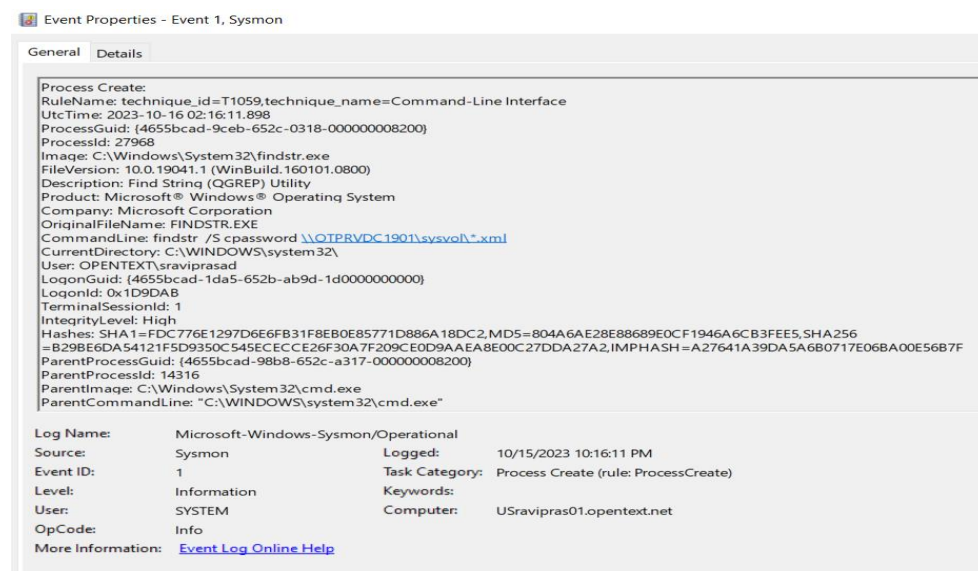 Event Properties - Event 1, Sysmon
General Details
Process Create:
RuleName: technique_id=T1059,technique_name=Command-Line Interface
UtcTime: 2023-10-16 02:16:11.898
ProcessGuid: {4655bcad-9ceb-652c-0318-000000008200}
ProcessId: 27968
Image: C:\Windows\System32\findstr.exe
FileVersion: 10.0.19041.1 (WinBuild.160101.0800)
Description: Find String (QGREP) Utility
Product: Microsoft® Windows® Operating System
Company: Microsoft Corporation
OriginalFileName: FINDSTR.EXE
CommandLine: findstr /S cpassword \\OTPRVDC1901\sysvol\*.xml
CurrentDirectory: C:\WINDOWS\system32\
User: OPENTEXT\sraviprasad
LogonGuid: {4655bcad-1da5-652b-ab9d-1d0000000000}
LogonId: 0x1D9DAB
TerminalSessionId: 1
IntegrityLevel: High
Hashes: SHA1=FDC776E1297D6E6FB31F8EB0E85771D886A18DC2,MD5=804A6AE28E88689E0CF1946A6CB3FEE5,SHA256
=B29BE6DA54121F5D9350C545ECECCE26F30A7F209CE0D9AAEA8E00C27DDA27A2,IMPHASH=A27641A39DA5A6B0717E06BA00E56B7F
ParentProcessGuid: {4655bcad-98b8-652c-a317-000000008200}
ParentProcessId: 14316
ParentImage: C:\Windows\System32\cmd.exe
ParentCommandLine: "C:\WINDOWS\system32\cmd.exe"
Log Name: Microsoft-Windows-Sysmon/Operational
Source: Sysmon Logged: 10/15/2023 10:16:11 PM
Event ID: 1 Task Category: Process Create (rule: ProcessCreate)
Level: Information Keywords:
User: SYSTEM Computer: USravipras01.opentext.net
OpCode: Info
More Information: Event Log Online Help